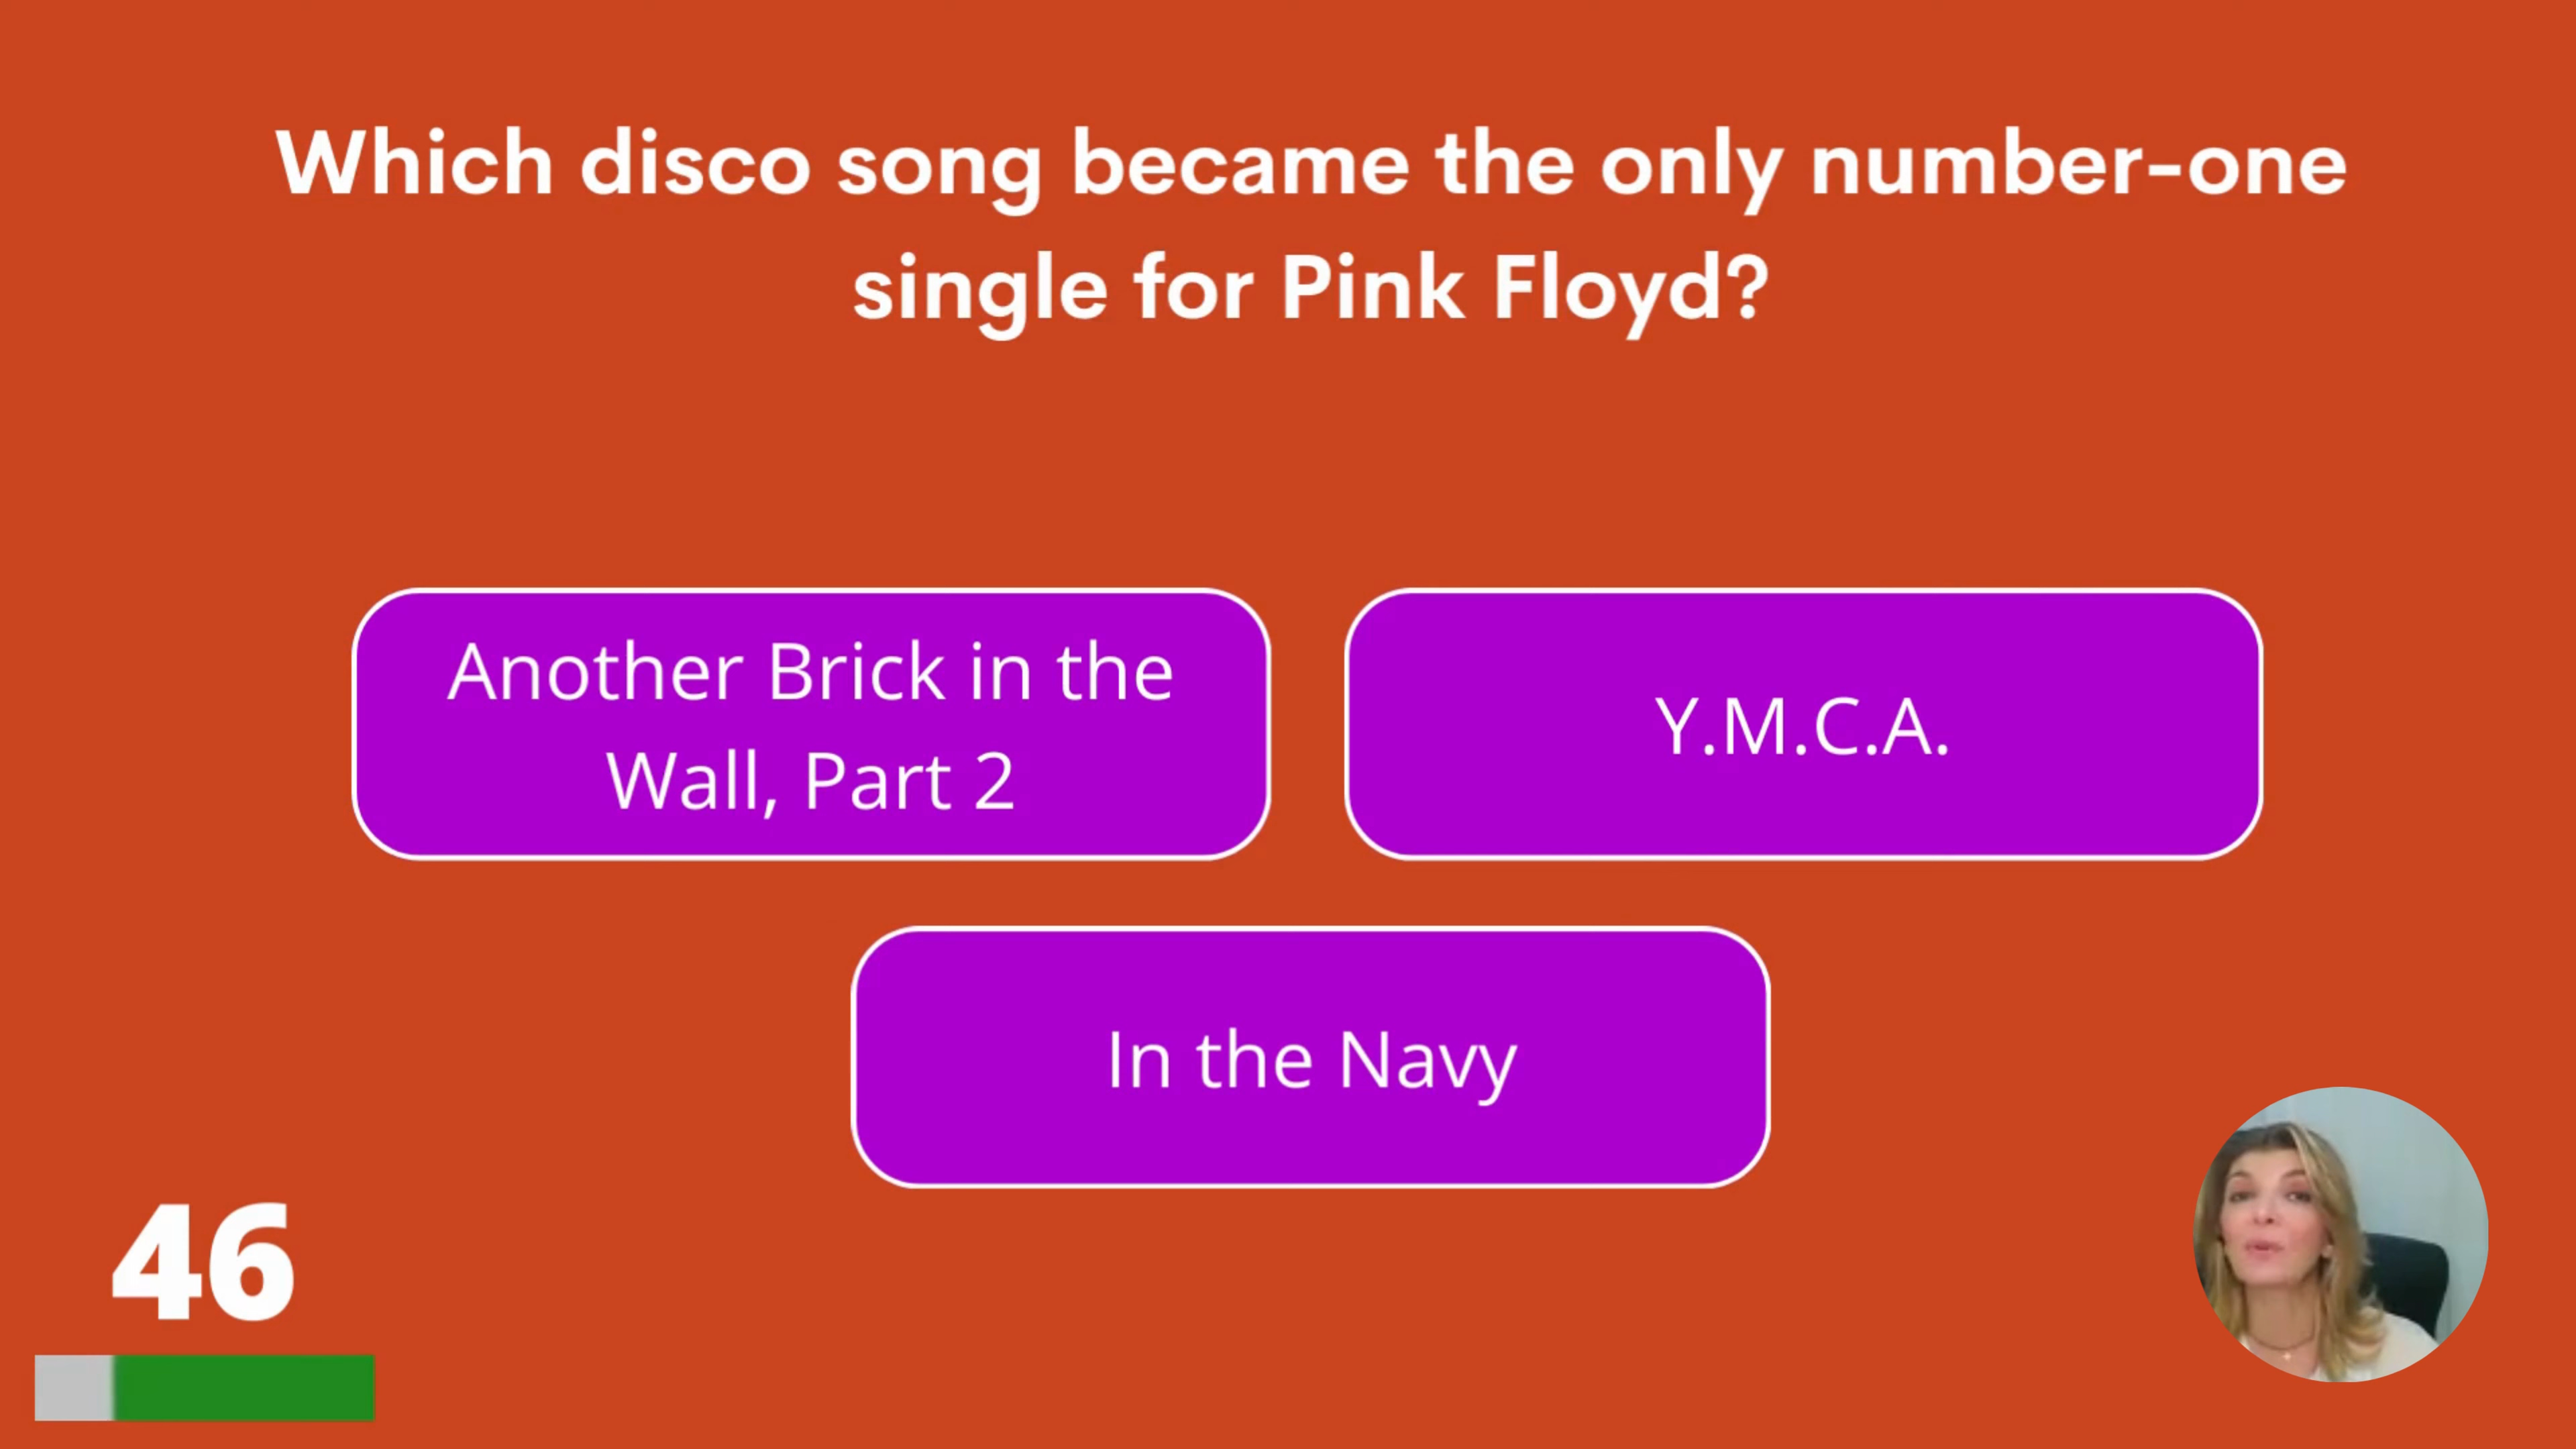 Which disco song became the only number-one
single for Pink Floyd?
Another Brick in the
Wall, Part 2
Y.M.C.A.
In the Navy
46